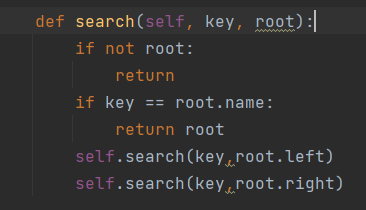 def search(self, key, root):
    if not root:
        return
    if key == root.name:
        return root
    self.search(key,root.left)
    self.search(key,root.right)